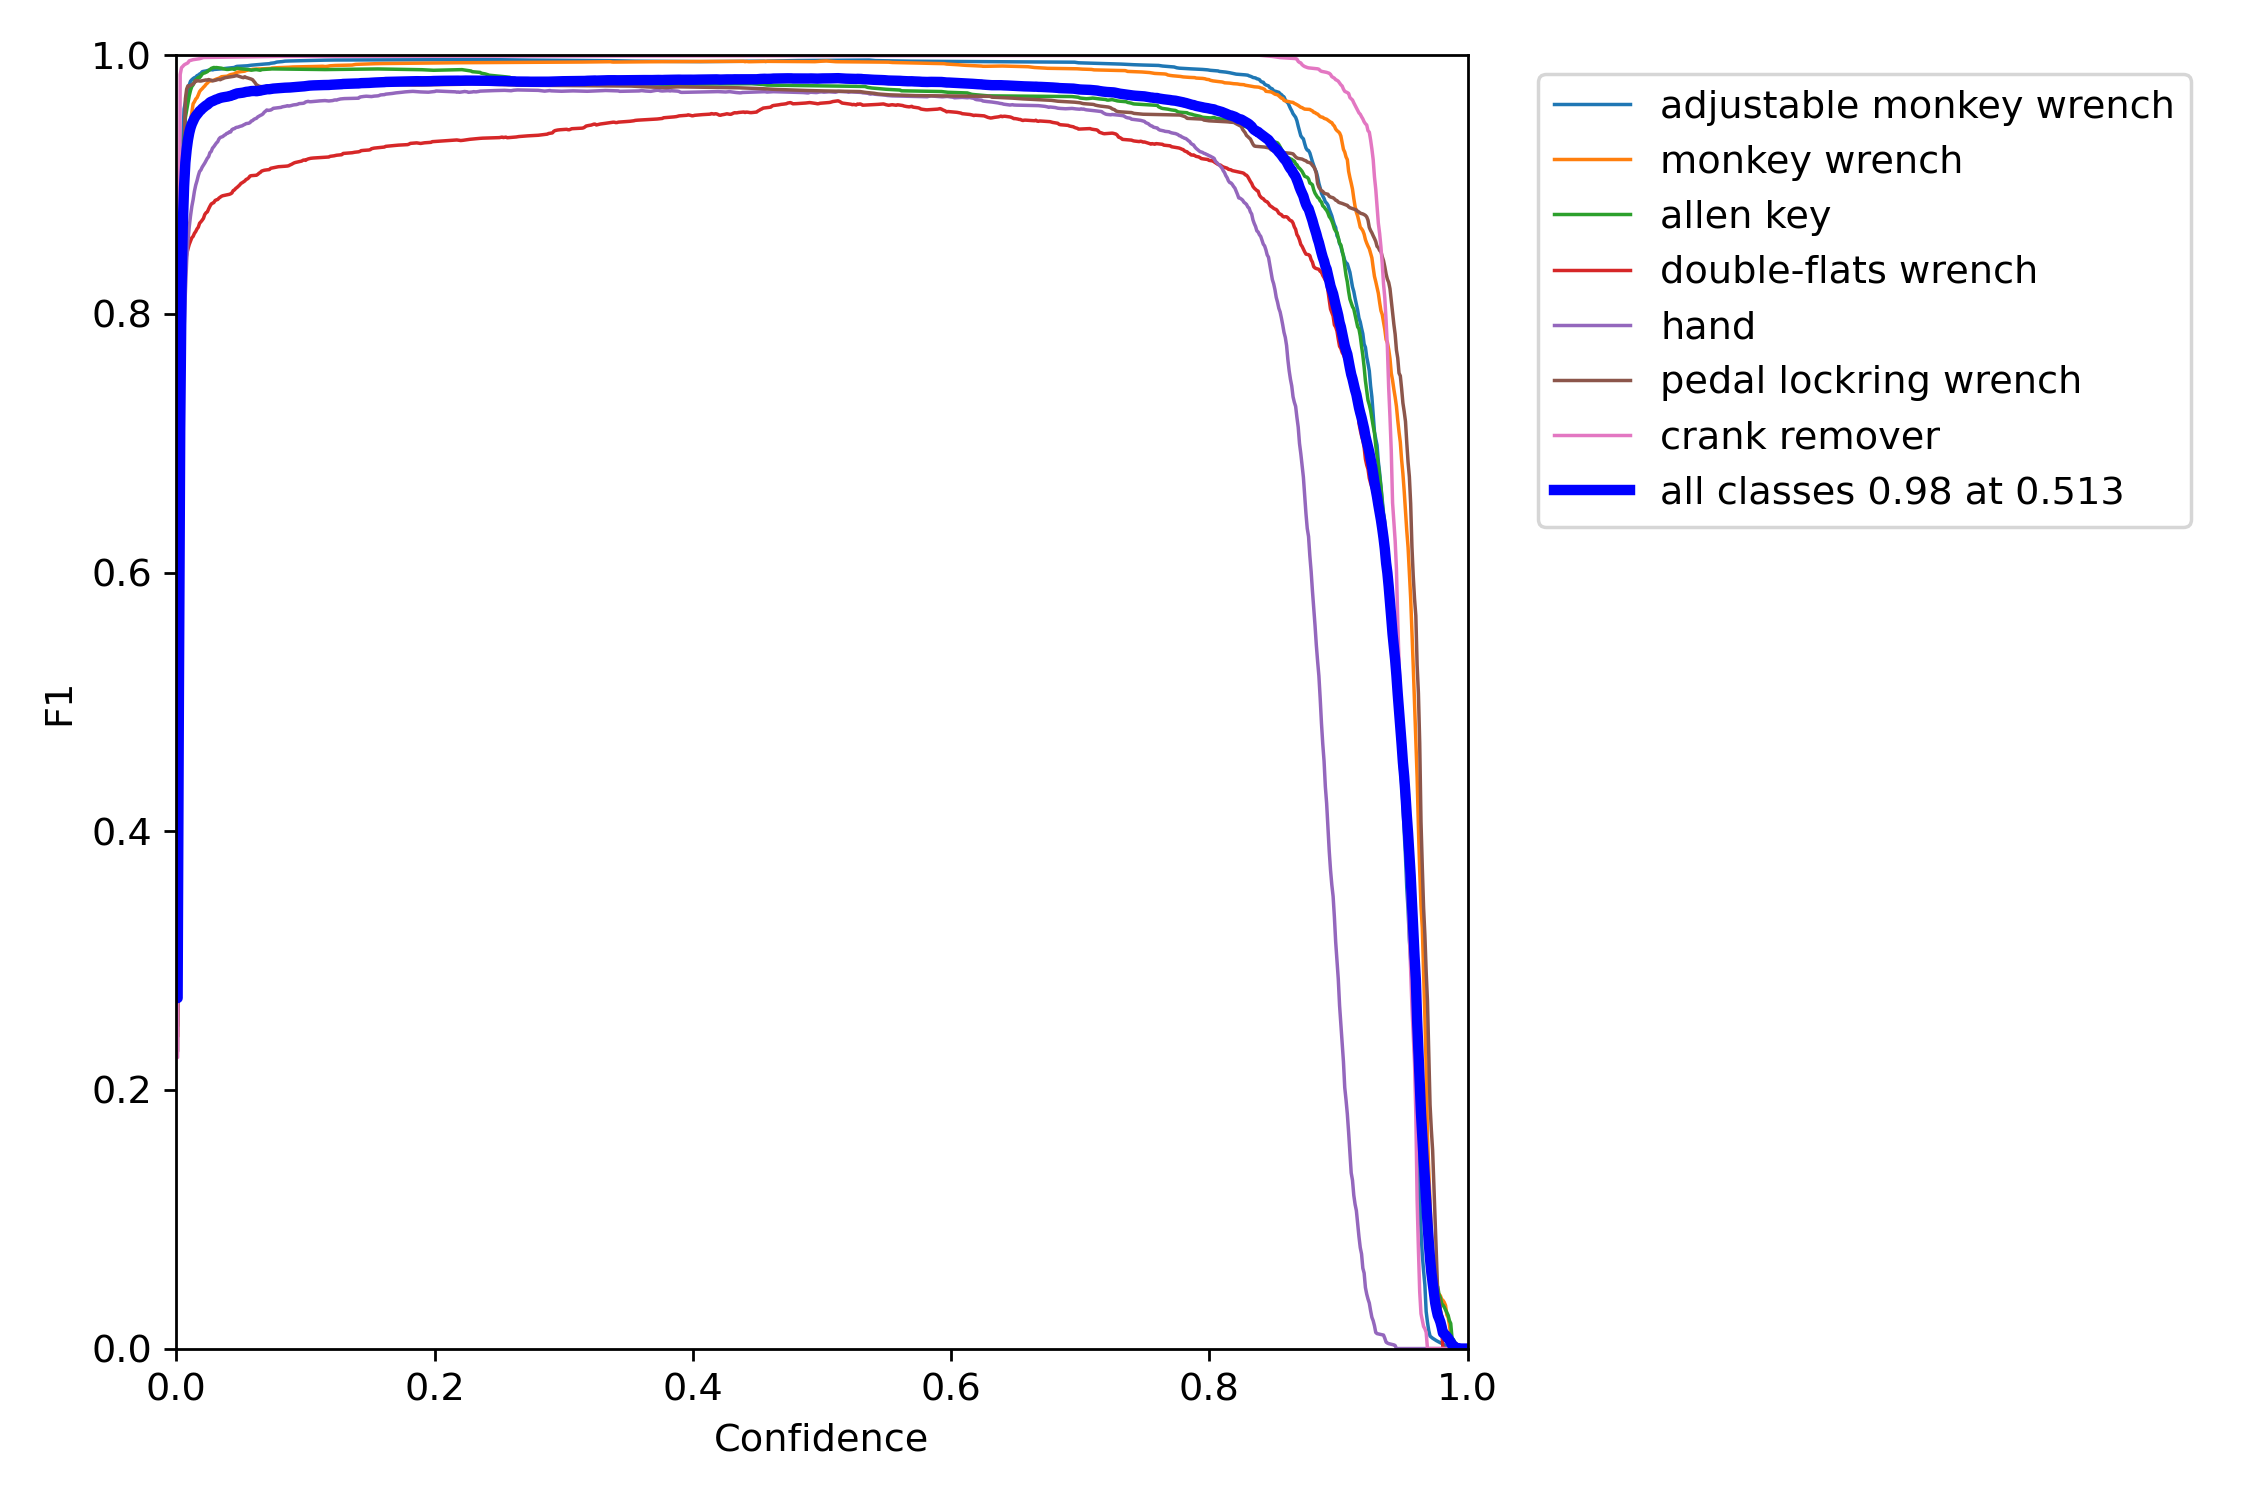 1.0
0.8
0.6
0.4
0.2
0.0
F1
0.0 0.2 0.4 0.6 0.8 1.0
Confidence
adjustable monkey wrench
monkey wrench
allen key
double-flats wrench
hand
pedal lockring wrench
crank remover
all classes 0.98 at 0.513